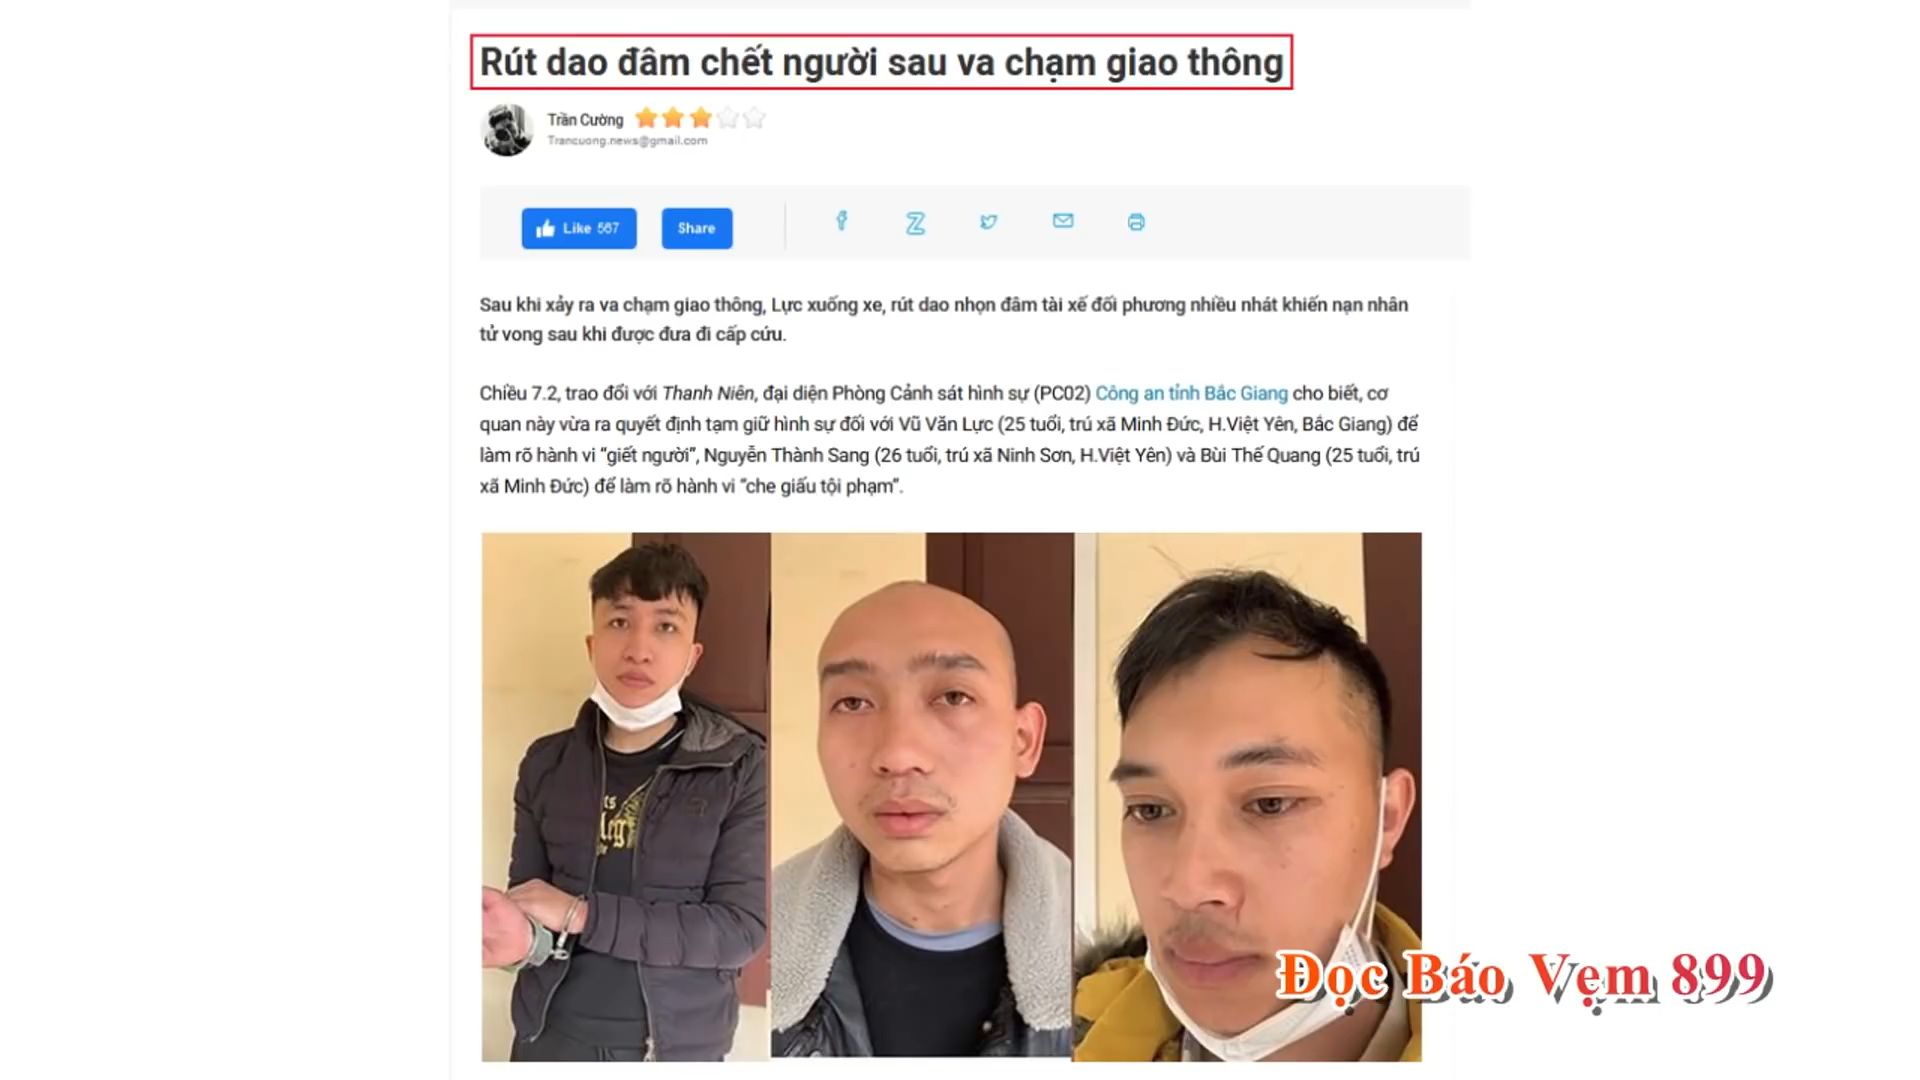 Rút dao đâm chết người sau va chạm giao thông
Trần Cường
Trancuong.news@gmail.com
Like 567
Share
Sau khi xảy ra va chạm giao thông, Lực xuống xe, rút dao nhọn đâm tài xế đối phương nhiều nhát khiến nạn nhân
tử vong sau khi được đưa đi cấp cứu.
Chiều 7.2, trao đổi với Thanh Niên, đại diện Phòng Cảnh sát hình sự (PC02) Công an tỉnh Bắc Giang cho biết, cơ
quan này vừa ra quyết định tạm giữ hình sự đối với Vũ Văn Lực (25 tuổi, trú xã Minh Đức, H.Việt Yên, Bắc Giang) để
làm rõ hành vi “giết người”, Nguyễn Thành Sang (26 tuổi, trú xã Ninh Sơn, H.Việt Yên) và Bùi Thế Quang (25 tuổi, trú
xã Minh Đức) để làm rõ hành vi “che giấu tội phạm”.
Đọc Báo Vẹm 899